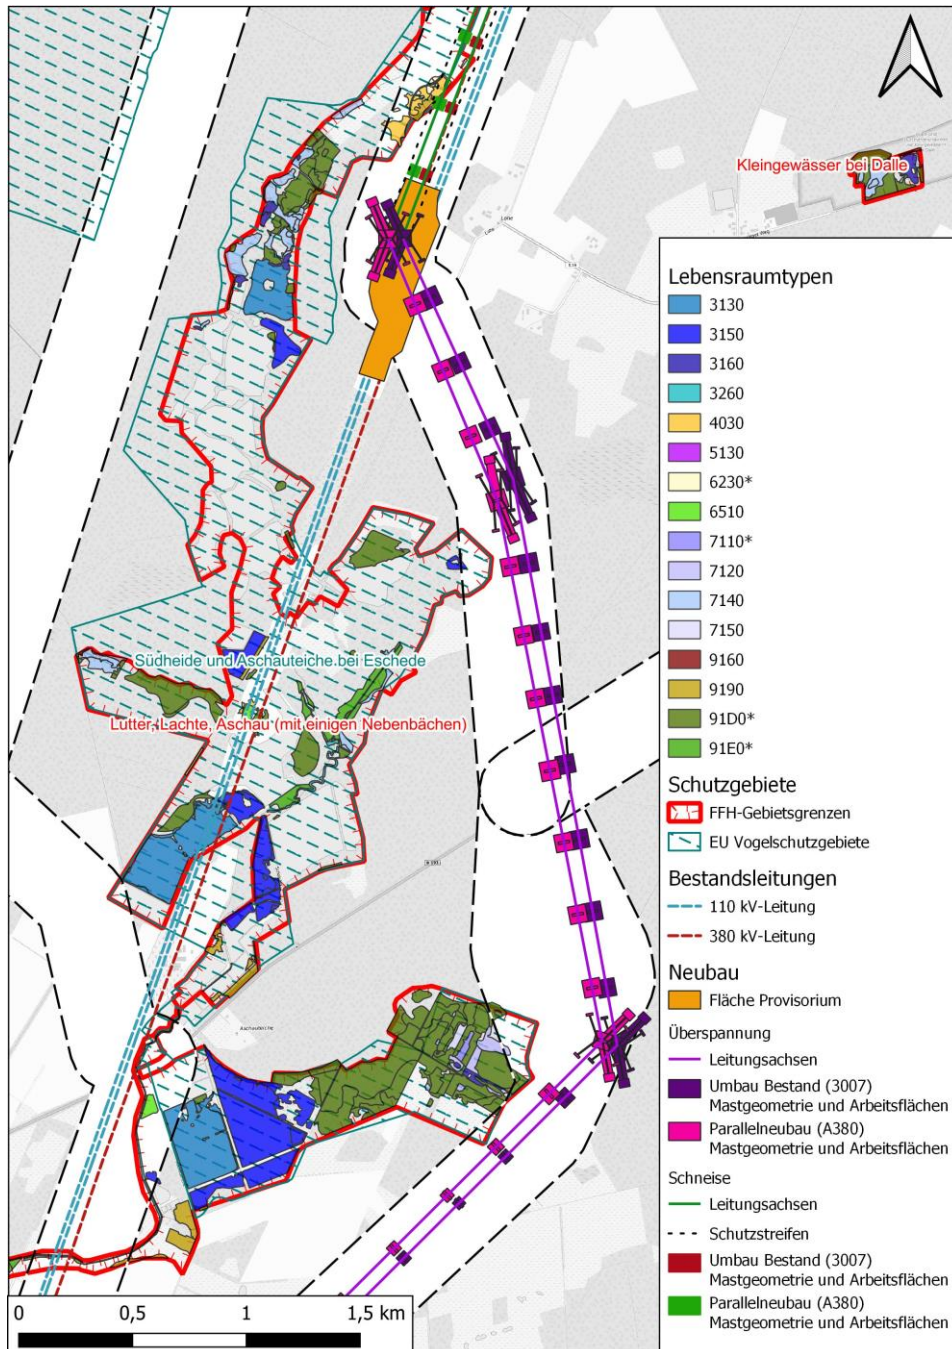 Kleingewässer bei Dalle
Lebensraumtypen
3130
3150
3160
3260
4030
5130
6230*
6510
7110*
7120
7140
7150
9160
9190
91D0*
91E0*
Schutzgebiete
FFH-Gebietsgrenzen
EU Vogelschutzgebiete
Bestandsleitungen
110 kV-Leitung
380 kV-Leitung
Neubau
Fläche Provisorium
Überspannung
Leitungsachsen
Umbau Bestand (3007)
Mastgeometrie und Arbeitsflächen
Parallelneubau (A380)
Mastgeometrie und Arbeitsflächen
Schneise
Leitungsachsen
Schutzstreifen
Umbau Bestand (3007)
Mastgeometrie und Arbeitsflächen
Parallelneubau (A380)
Mastgeometrie und Arbeitsflächen
Südheide und Aschauteiche bei Eschede
Lutter, Lachte, Aschau (mit einigen Nebenbächen)
Aschauteiche
0 0,5 1 1,5 km